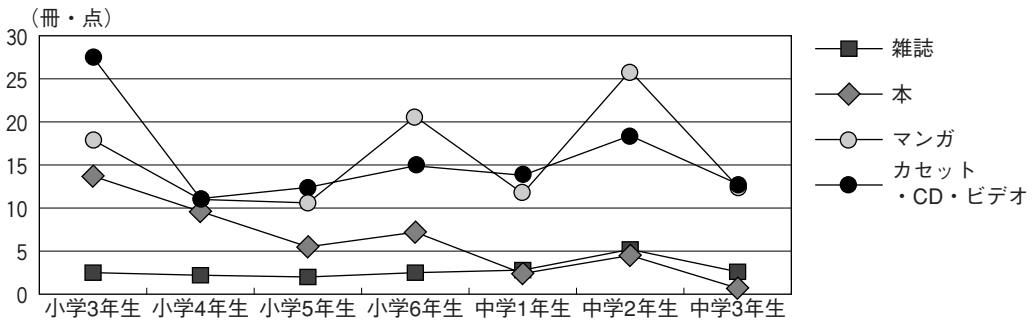 (冊・点)
30
25
20
15
10
5
0
小学3年生 小学4年生 小学5年生 小学6年生 中学1年生 中学2年生 中学3年生
雑誌
本
マンガ
カセット
・CD・ビデオ